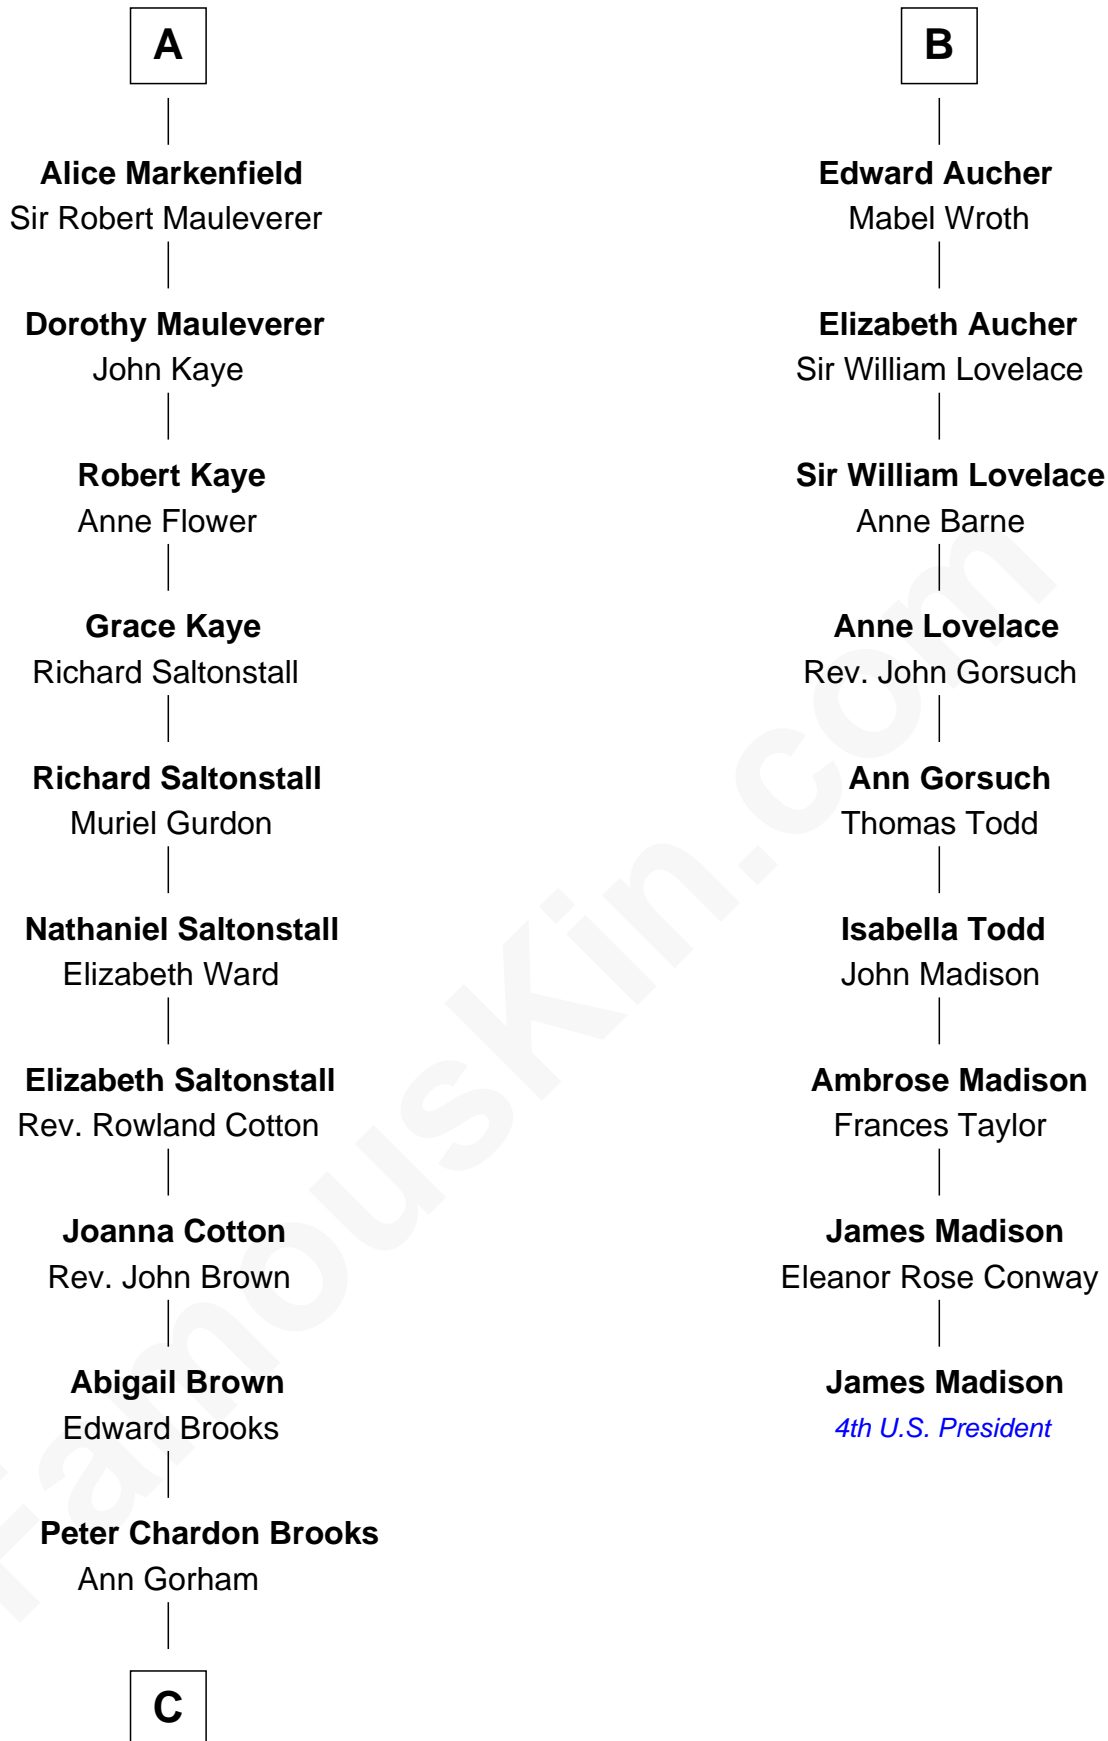 A
Alice Markenfield
Sir Robert Mauleverer
Dorothy Mauleverer
John Kaye
Robert Kaye
Anne Flower
Grace Kaye
Richard Saltonstall
Richard Saltonstall
Muriel Gurdon
Nathaniel Saltonstall
Elizabeth Ward
Elizabeth Saltonstall
Rev. Rowland Cotton
Joanna Cotton
Rev. John Brown
Abigail Brown
Edward Brooks
Peter Chardon Brooks
Ann Gorham
C
B
Edward Aucher
Mabel Wroth
Elizabeth Aucher
Sir William Lovelace
Sir William Lovelace
Anne Barne
Anne Lovelace
Rev. John Gorsuch
Ann Gorsuch
Thomas Todd
Isabella Todd
John Madison
Ambrose Madison
Frances Taylor
James Madison
Eleanor Rose Conway
James Madison
4th U.S. President
FamousKin.com